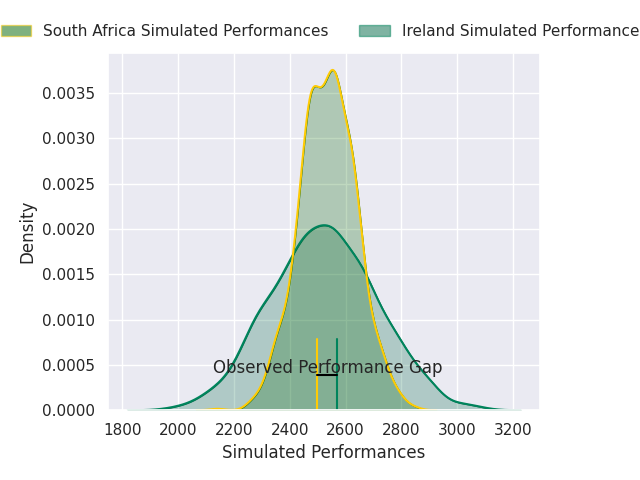 South Africa Simulated Performances
Ireland Simulated Performance
0.0035
0.0030
0.0025
0.0020
0.0015
0.0010
0.0005
0.0000
Density
Observed Performance Gap
1800 2000 2200 2400 2600 2800 3000 3200
Simulated Performances